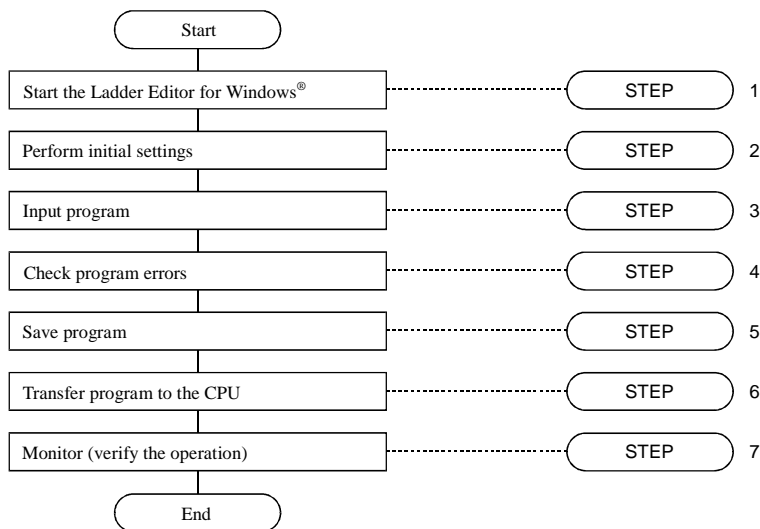 Start
Start the Ladder Editor for Windows® STEP 1
Perform initial settings STEP 2
Input program STEP 3
Check program errors STEP 4
Save program STEP 5
Transfer program to the CPU STEP 6
Monitor (verify the operation) STEP 7
End